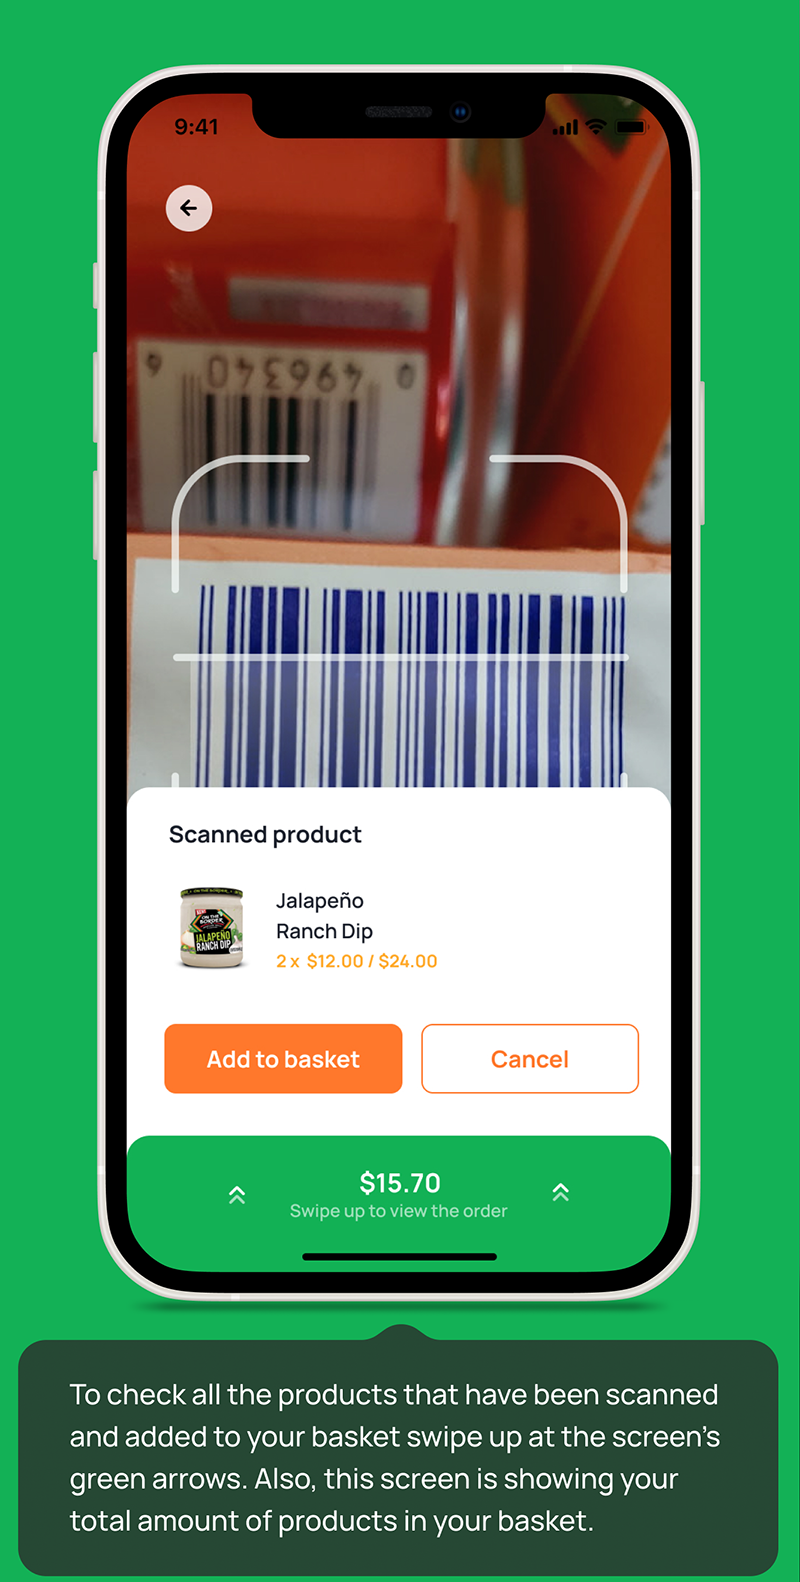 9:41
6 496340 0
Scanned product
Jalapeño
Ranch Dip
ON THE
BORDER
JALAPEÑO
RANCH DIP
2 x $12.00 / $24.00
Add to basket
Cancel
$15.70
Swipe up to view the order
To check all the products that have been scanned
and added to your basket swipe up at the screen's
green arrows. Also, this screen is showing your
total amount of products in your basket.